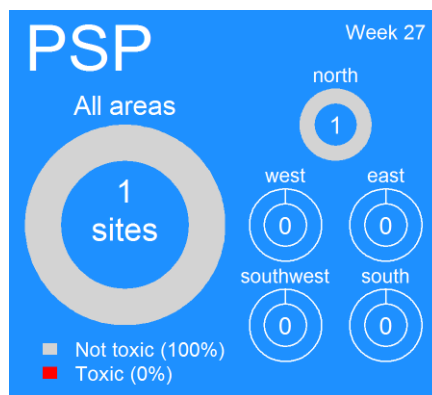 PSP
Week 27
All areas
1
sites
north
1
west
east
0
0
southwest
south
0
0
Not toxic (100%)
Toxic (0%)